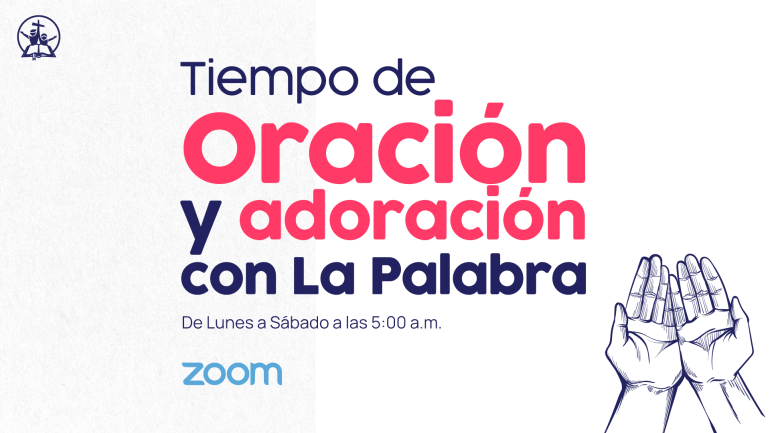 Tiempo de
Oración
y adoración
con La Palabra
De Lunes a Sábado a las 5:00 a.m.
zoom